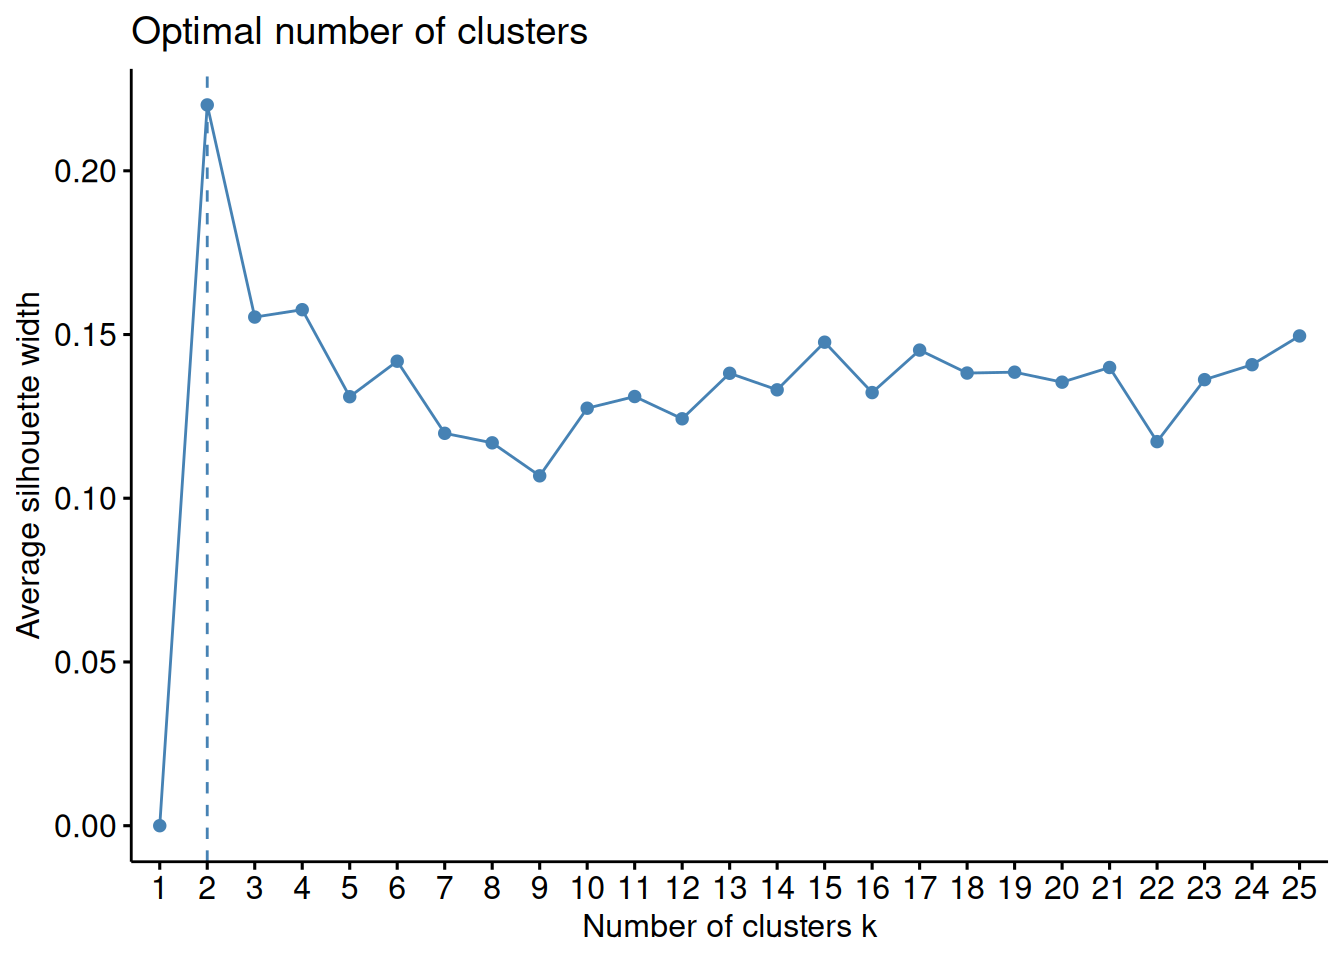 Optimal number of clusters
Average silhouette width
0.20
0.15
0.10
0.05
0.00
1 2 3 4 5 6 7 8 9 10 11 12 13 14 15 16 17 18 19 20 21 22 23 24 25
Number of clusters k